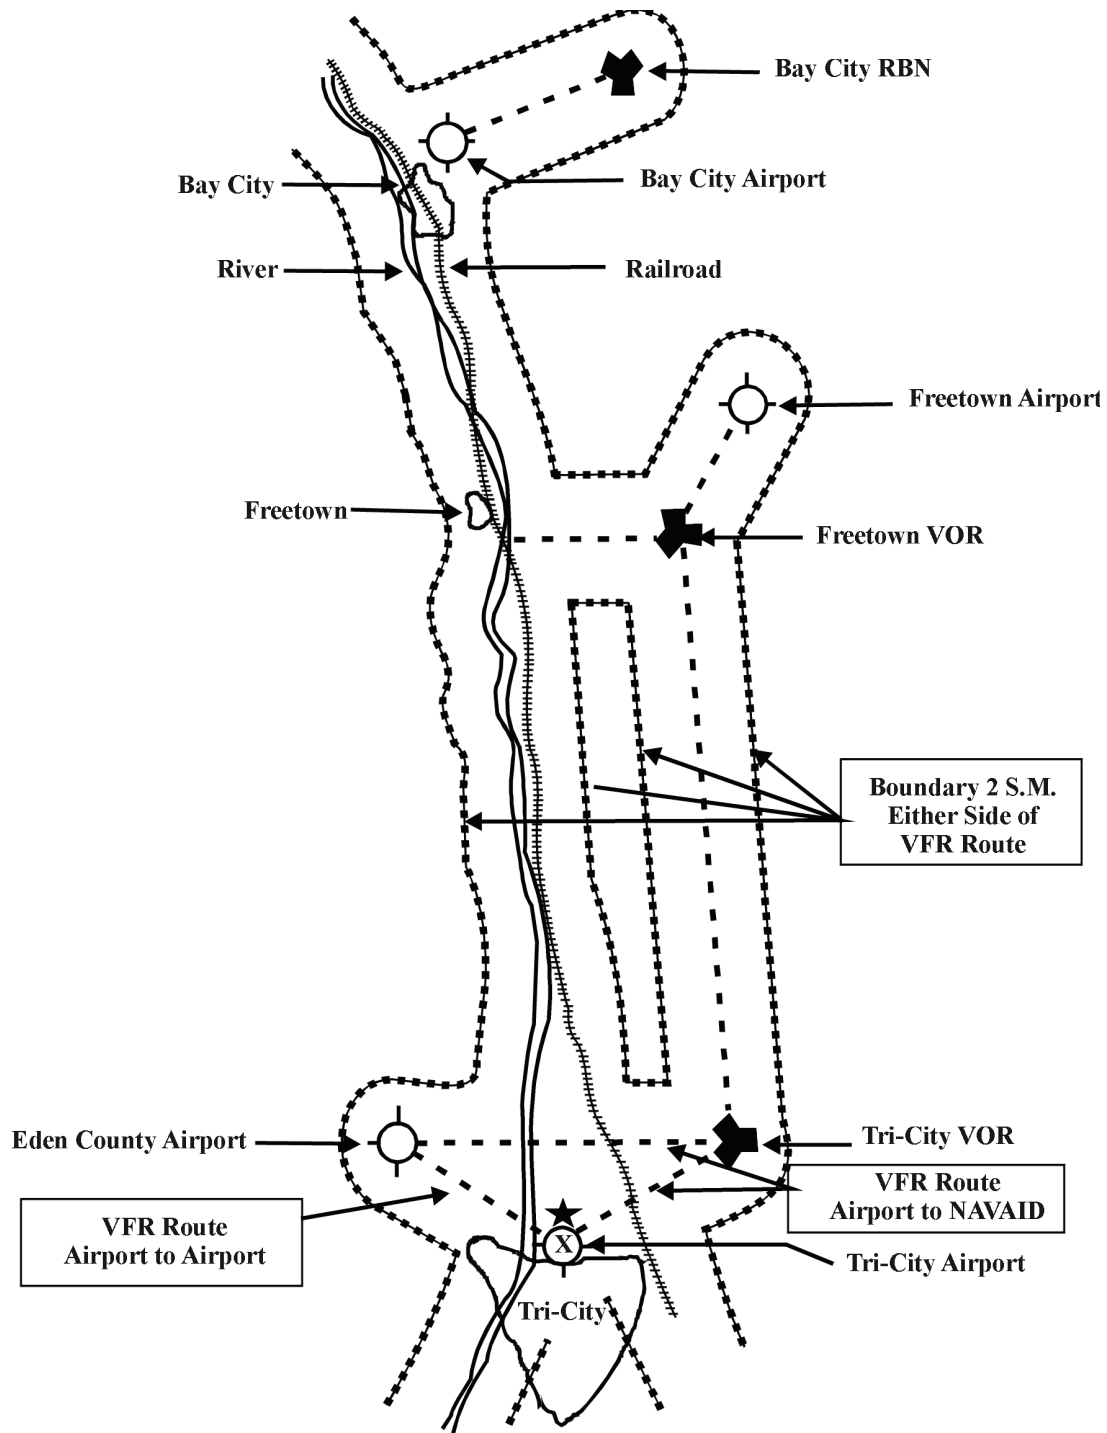 Bay City RBN
Bay City Airport
Bay City
River
Railroad
Freetown Airport
Freetown
Freetown VOR
Boundary 2 S.M.
Either Side of
VFR Route
Eden County Airport
Tri-City VOR
VFR Route
Airport to NAVAID
VFR Route
Airport to Airport
X
Tri-City Airport
Tri-City